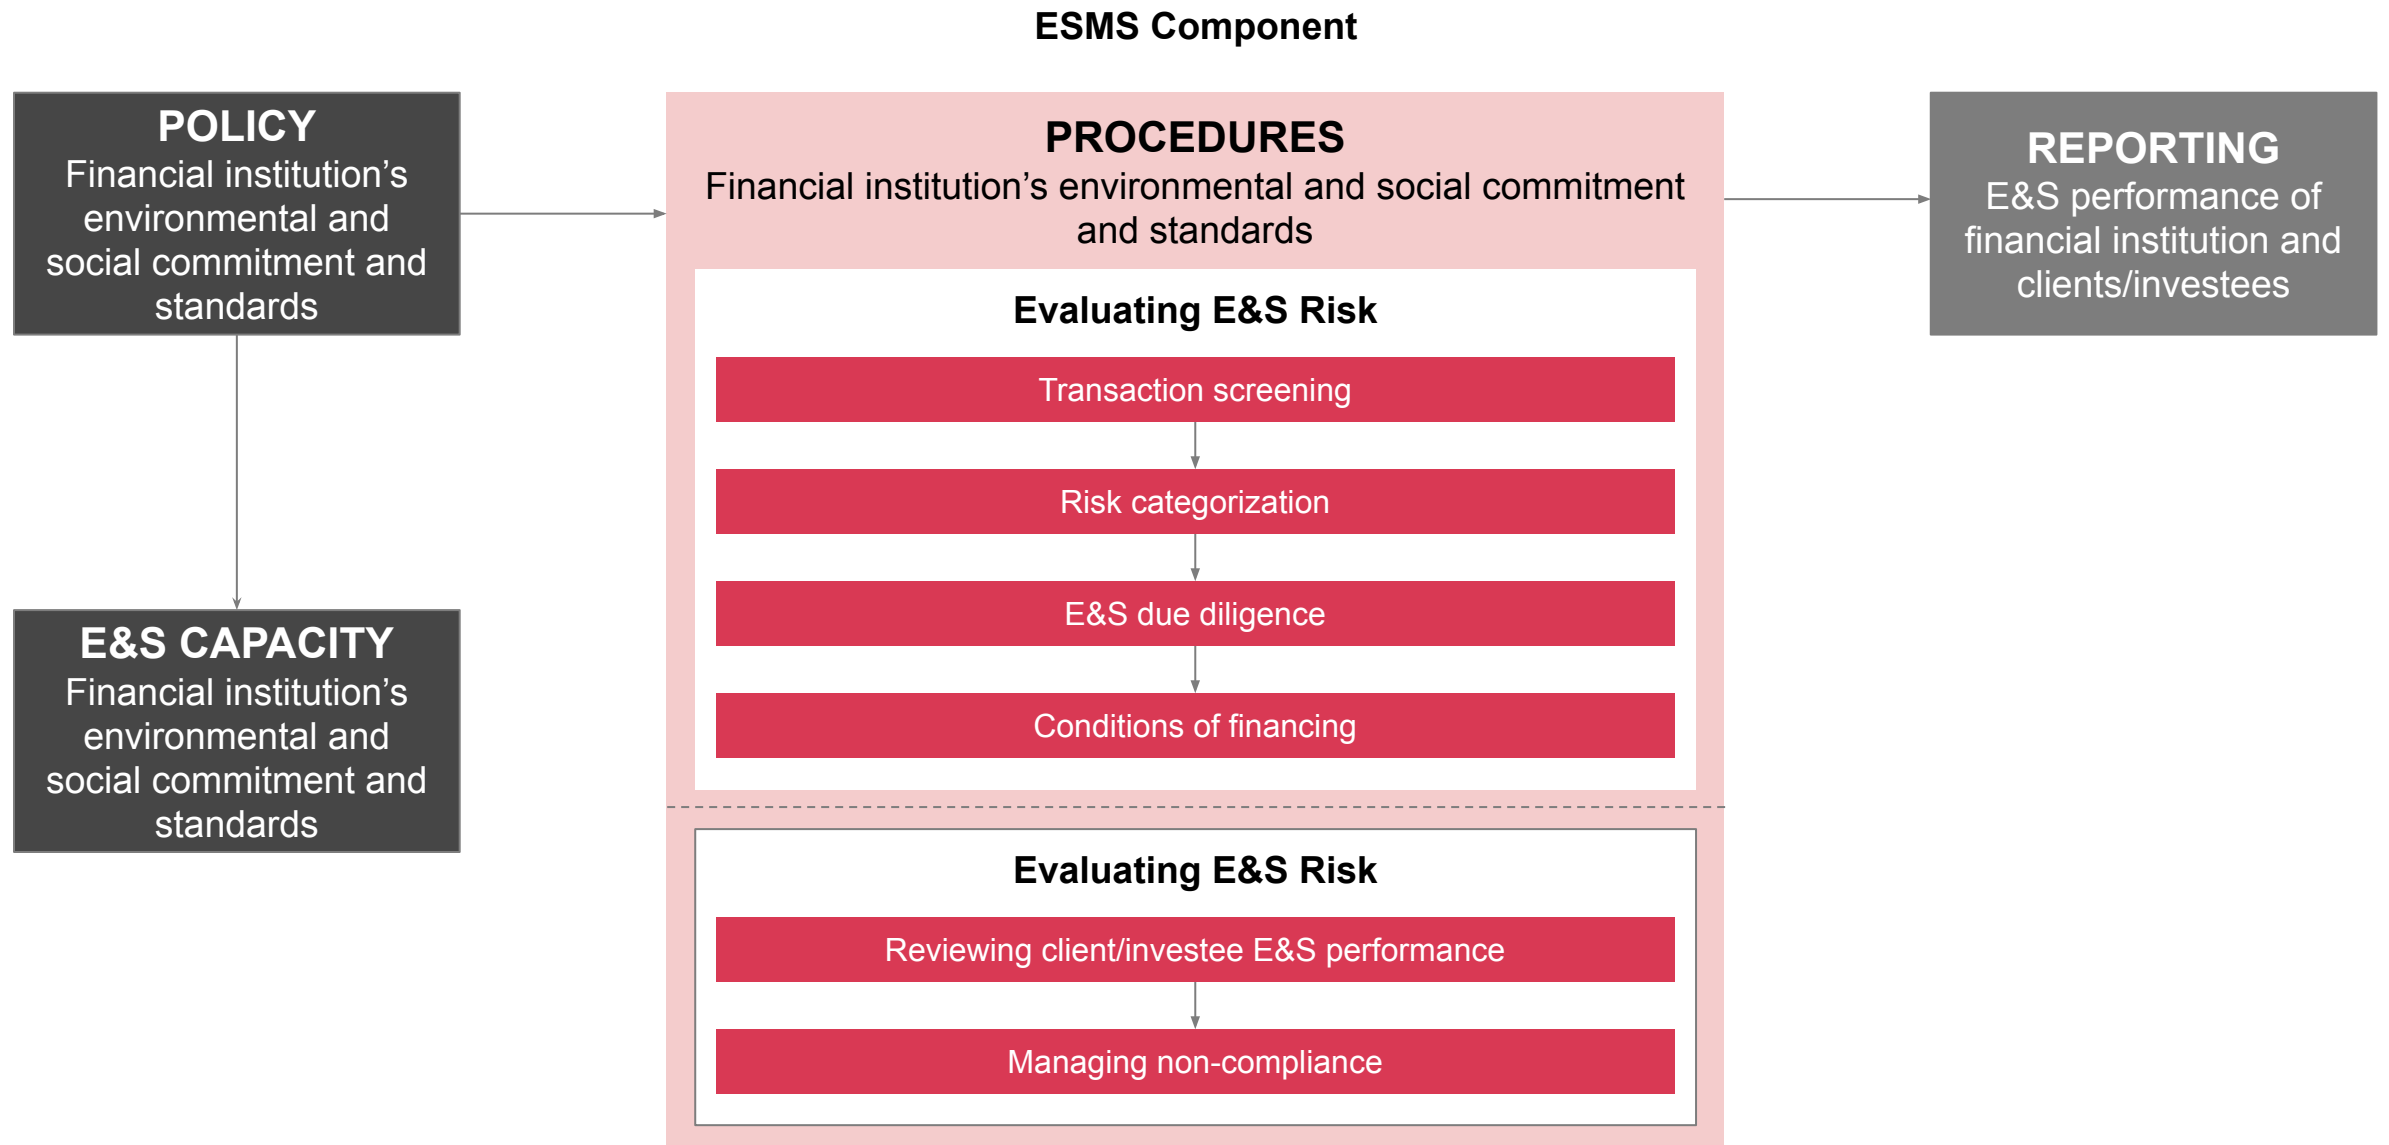 ESMS Component
POLICY
Financial institution’s
environmental and
social commitment and
standards
E&S CAPACITY
Financial institution’s
environmental and
social commitment and
standards
PROCEDURES
Financial institution’s environmental and social commitment
and standards
Evaluating E&S Risk
Transaction screening
Risk categorization
E&S due diligence
Conditions of financing
Evaluating E&S Risk
Reviewing client/investee E&S performance
Managing non-compliance
REPORTING
E&S performance of
financial institution and
clients/investees